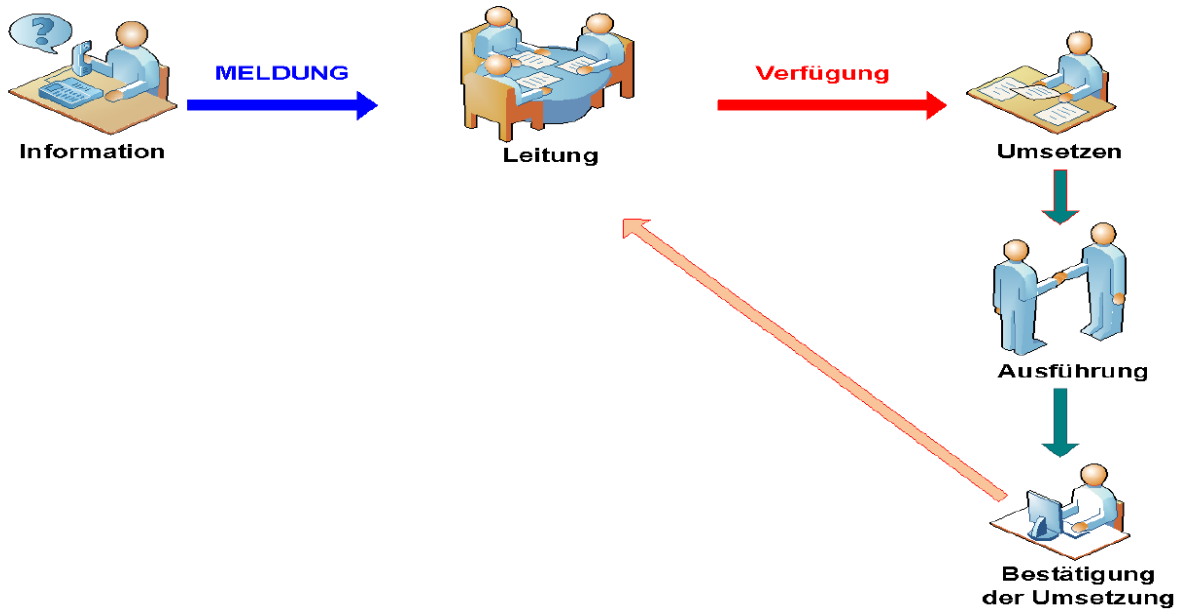 ?
MELDUNG
Verfügung
Information
Leitung
Umsetzen
Ausführung
Bestätigung
der Umsetzung